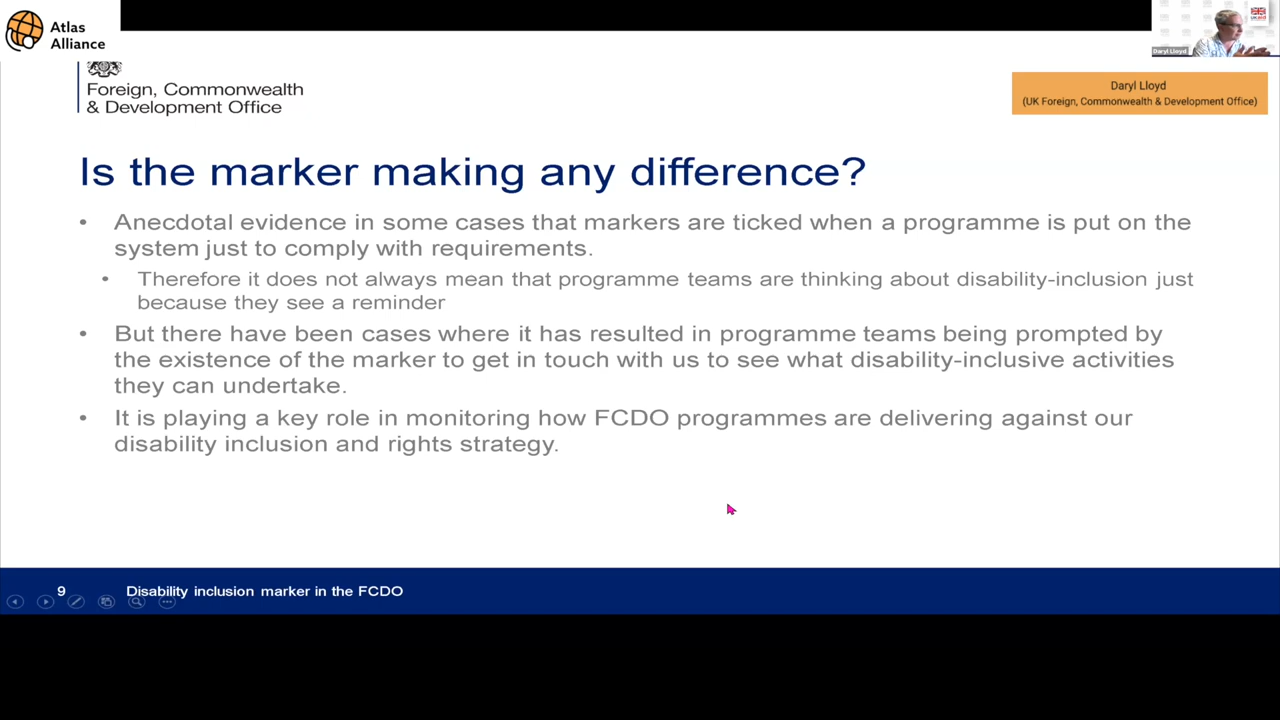 Atlas
Alliance
Daryl Lloyd
Foreign, Commonwealth
& Development Office
Daryl Lloyd
(UK Foreign, Commonwealth & Development Office)
Is the marker making any difference?
• Anecdotal evidence in some cases that markers are ticked when a programme is put on the
system just to comply with requirements.
• Therefore it does not always mean that programme teams are thinking about disability-inclusion just
because they see a reminder
• But there have been cases where it has resulted in programme teams being prompted by
the existence of the marker to get in touch with us to see what disability-inclusive activities
they can undertake.
• It is playing a key role in monitoring how FCDO programmes are delivering against our
disability inclusion and rights strategy.
9 Disability inclusion marker in the FCDO